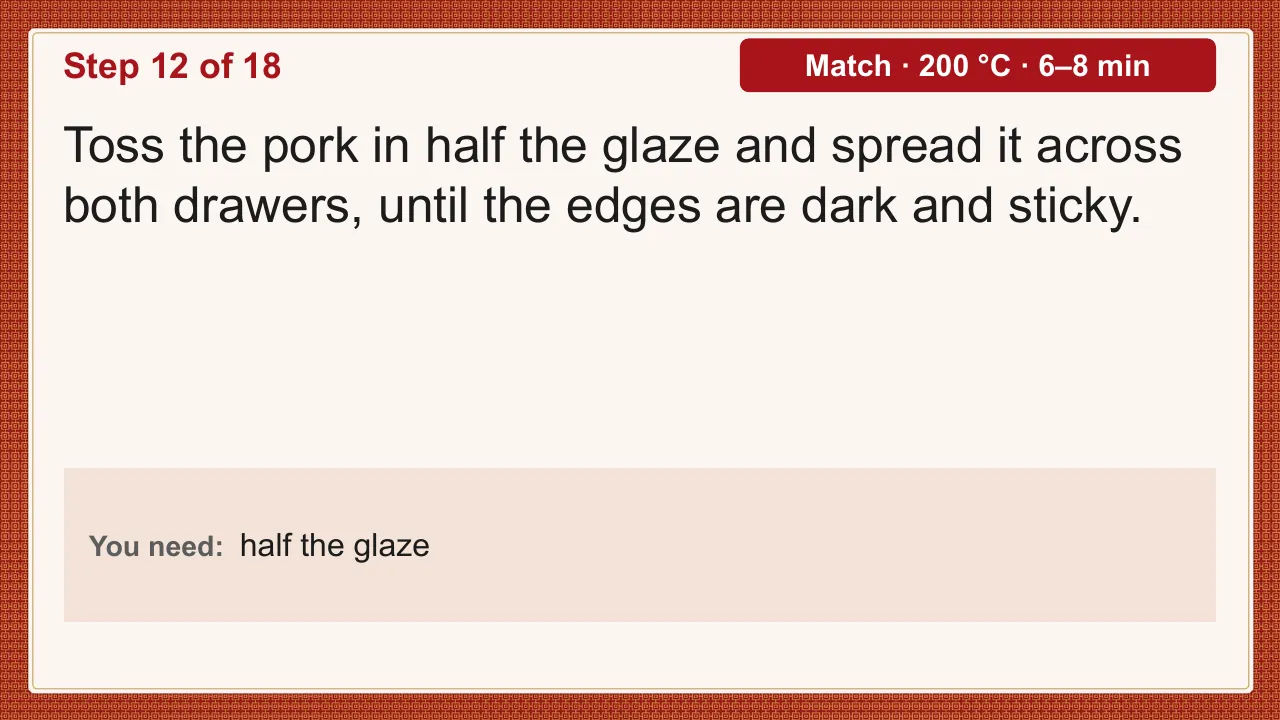 Step 12 of 18
Match · 200 °C · 6–8 min
Toss the pork in half the glaze and spread it across
both drawers, until the edges are dark and sticky.
You need: half the glaze